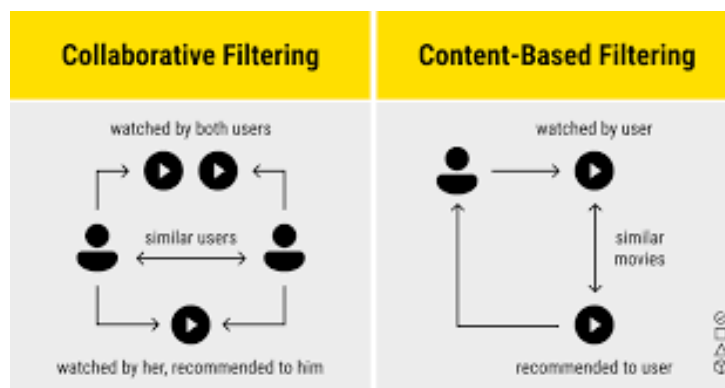 Collaborative Filtering
watched by both users
similar users
watched by her, recommended to him
Content-Based Filtering
watched by user
similar
movies
recommended to user